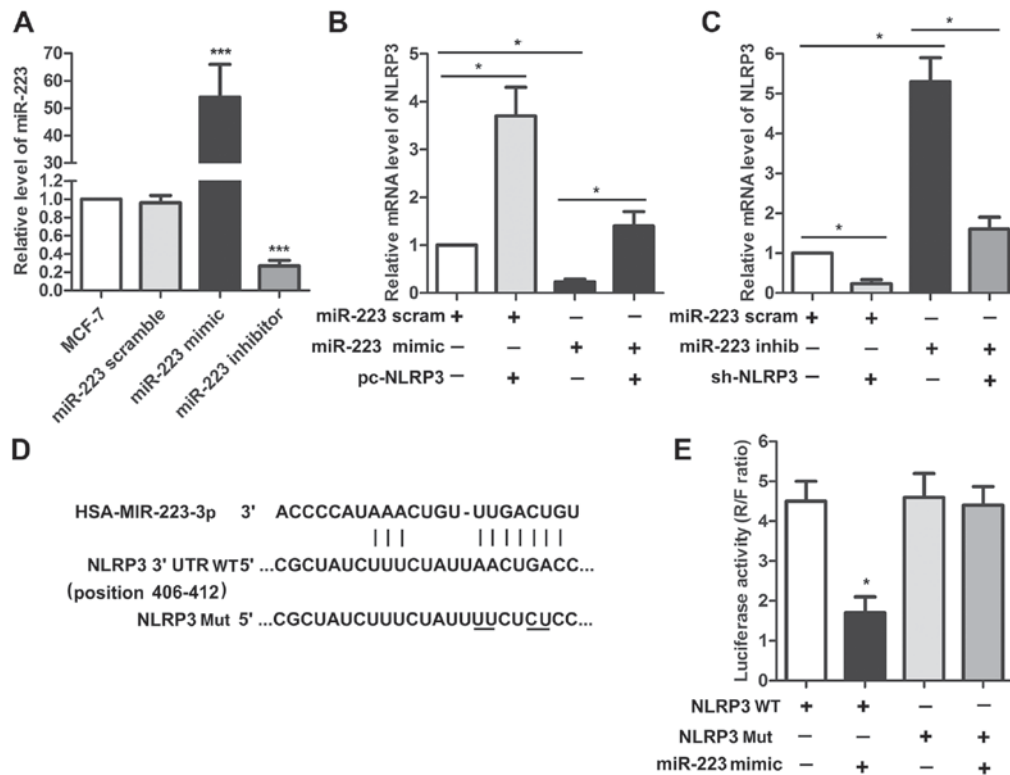 A
Relative level of miR-223
70
60
50
40
30
1.2
1.0
0.8
0.6
0.4
0.2
0.0
***
***
MCF-7
miR-223 scramble
miR-223 mimic
miR-223 inhibitor
B
Relative mRNA level of NLRP3
5
4
3
2
1
0
*
*
*
miR-223 scram + + – –
miR-223 mimic – – + +
pc-NLRP3 – + – +
C
Relative mRNA level of NLRP3
6
5
4
3
2
1
0
*
*
*
miR-223 scram + + – –
miR-223 inhib – – + +
sh-NLRP3 – + – +
D
HSA-MIR-223-3p 3' ACCCCAUAAACUGU-UUGACUGU
NLRP3 3' UTR WT 5' ...CGCUAUCUUUCUAUUAACUGACC...
(position 406-412)
NLRP3 Mut 5' ...CGCUAUCUUUCUAUUUUCUCUCC...
E
Luciferase activity (R/F ratio)
6
5
4
3
2
1
0
*
NLRP3 WT + + – –
NLRP3 Mut – – + +
miR-223 mimic – + – +